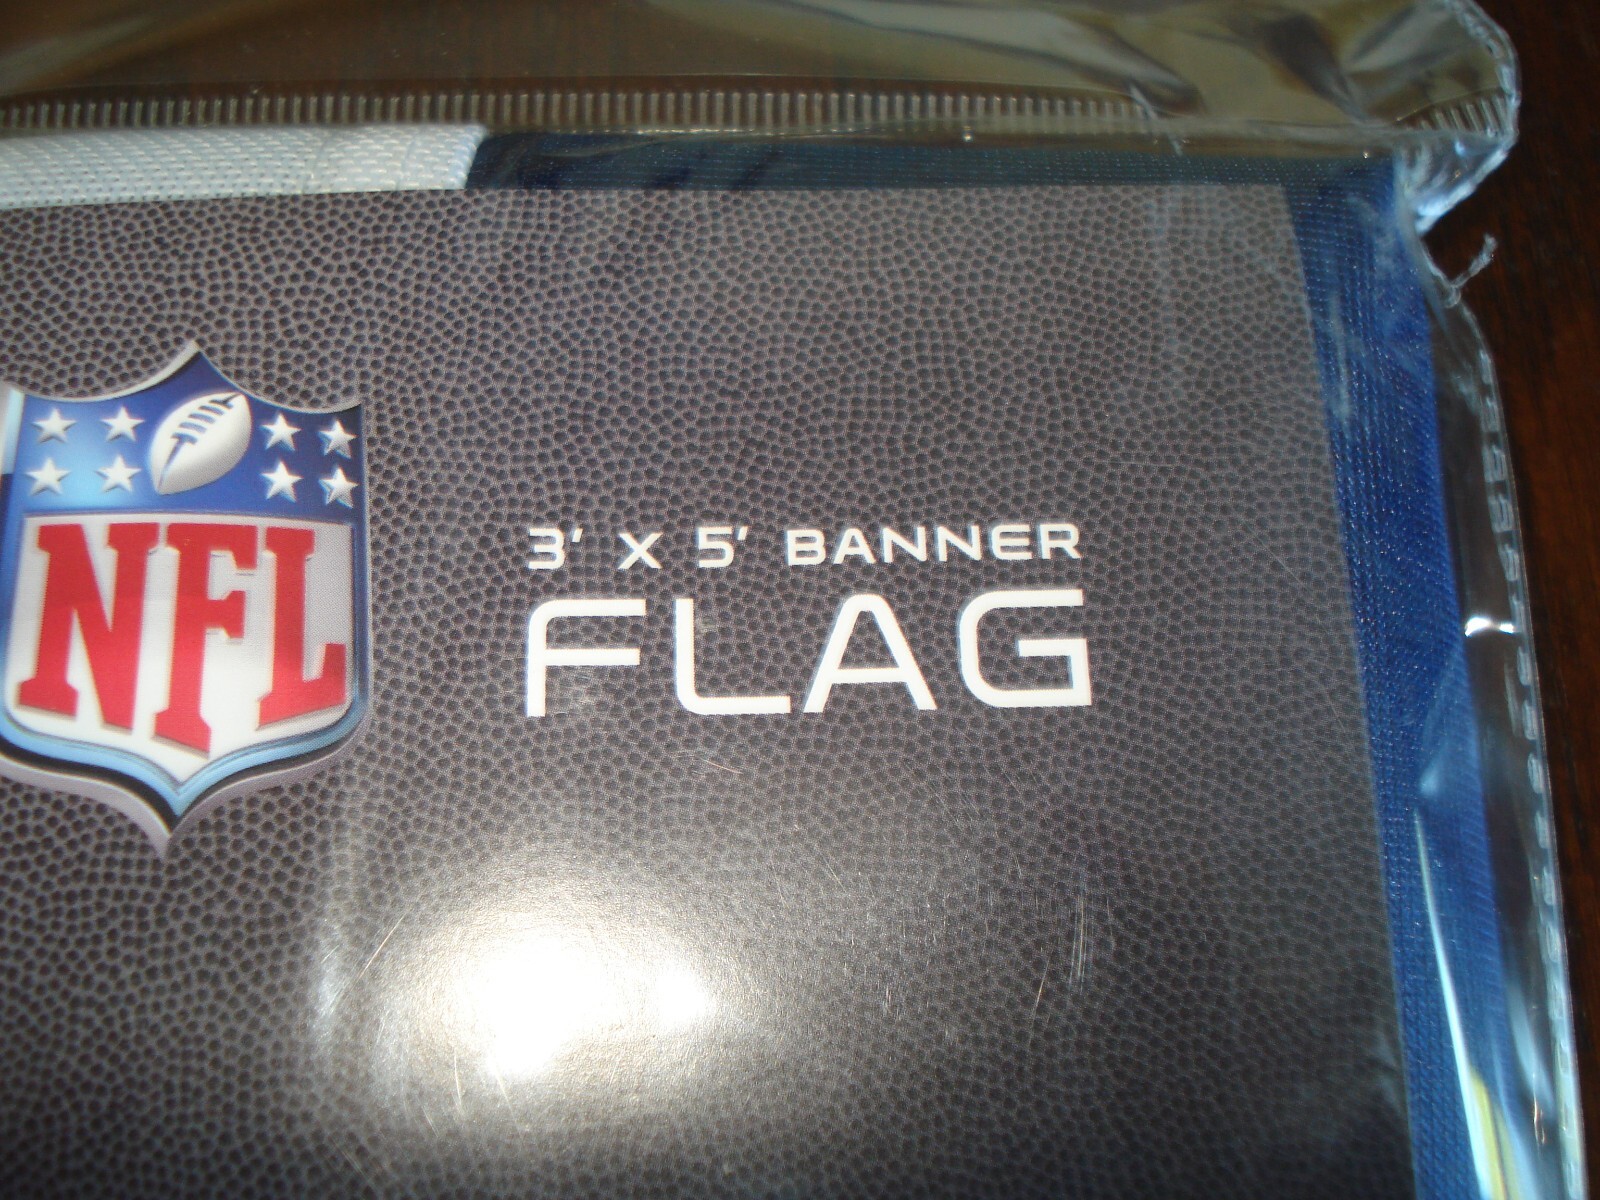 NFL
3' X 5' BANNER
FLAG